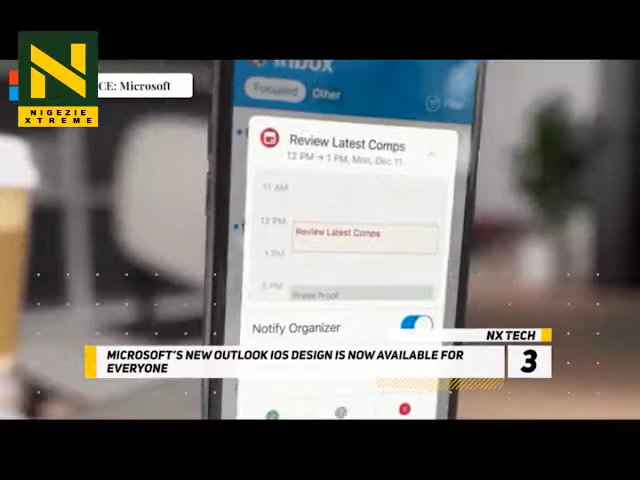 N
NIGEZIE
XTREME
CE: Microsoft
Inbox
Focused
Other
Filter
Review Latest Comps
12 PM → 1 PM, Mon, Dec 11
11 AM
12 PM
Review Latest Comps
1 PM
2 PM
Press Proof
Notify Organizer
NX TECH
MICROSOFT'S NEW OUTLOOK IOS DESIGN IS NOW AVAILABLE FOR
EVERYONE
3